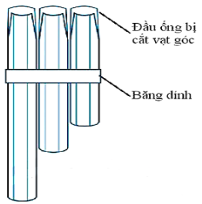 Đầu ống bị
cắt vạt góc
Băng dính